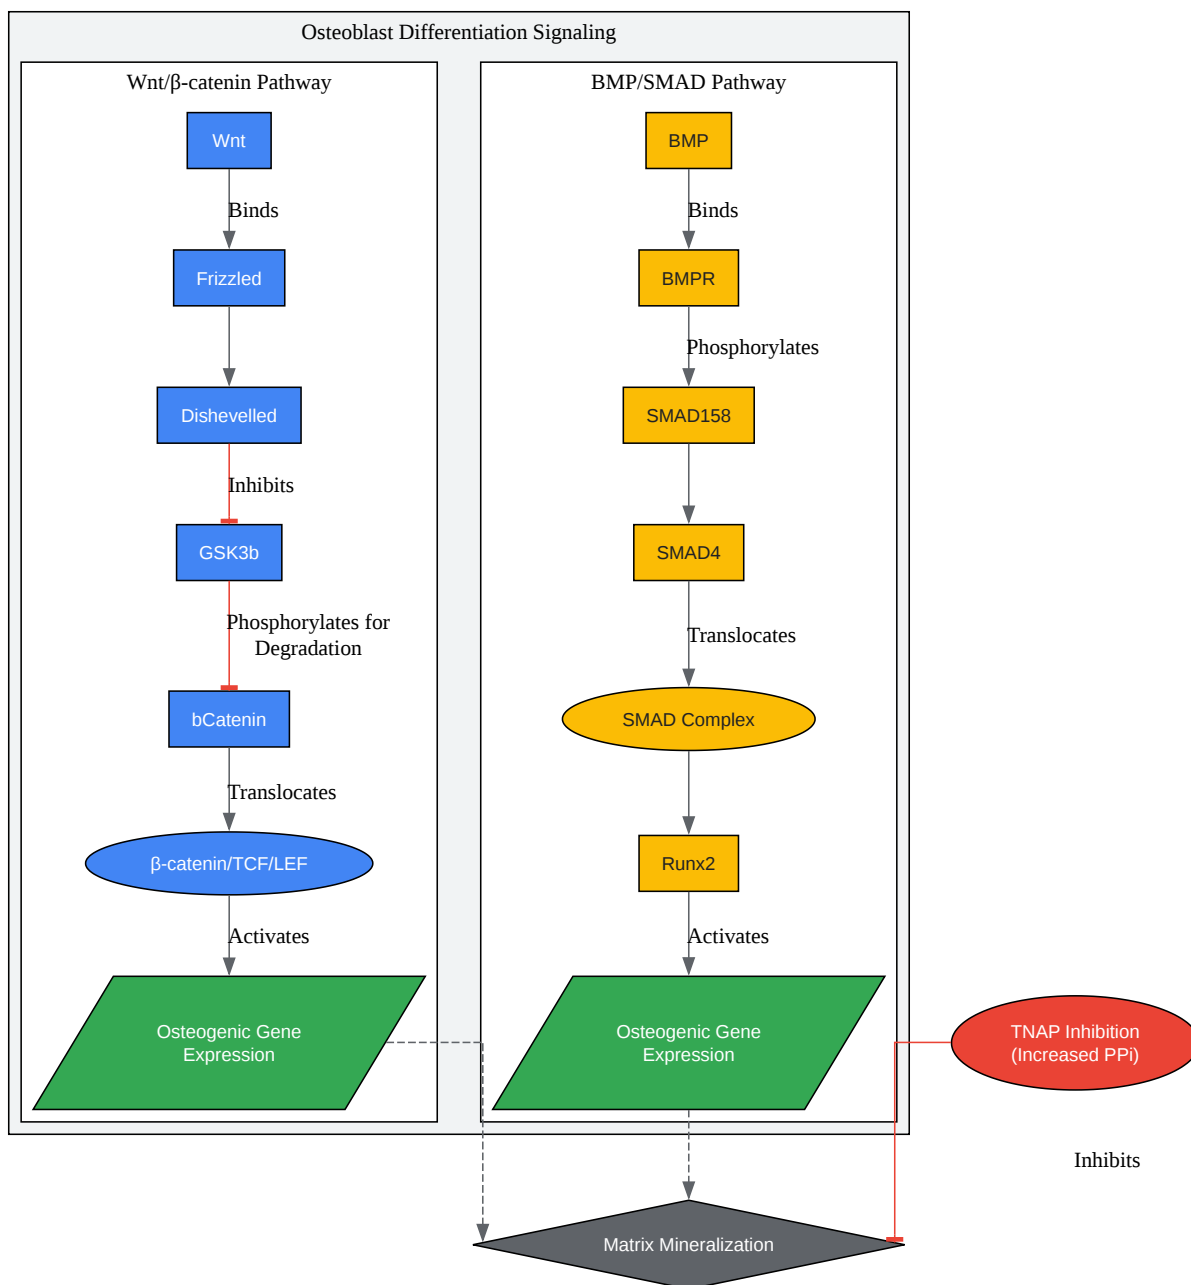 Osteoblast Differentiation Signaling
Wnt/β-catenin Pathway
Wnt
Binds
Frizzled
Dishevelled
Inhibits
GSK3b
Phosphorylates for
Degradation
bCatenin
Translocates
β-catenin/TCF/LEF
Activates
Osteogenic Gene
Expression
BMP/SMAD Pathway
BMP
Binds
BMPR
Phosphorylates
SMAD158
SMAD4
Translocates
SMAD Complex
Runx2
Activates
Osteogenic Gene
Expression
TNAP Inhibition
(Increased PPi)
Inhibits
Matrix Mineralization